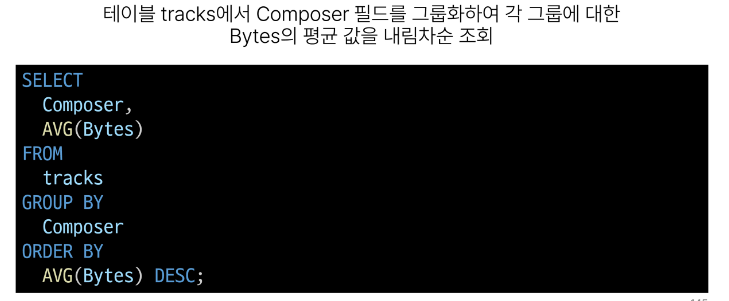 테이블 tracks에서 Composer 필드를 그룹화하여 각 그룹에 대한
Bytes의 평균 값을 내림차순 조회
SELECT
  Composer,
  AVG(Bytes)
FROM
  tracks
GROUP BY
  Composer
ORDER BY
  AVG(Bytes) DESC;